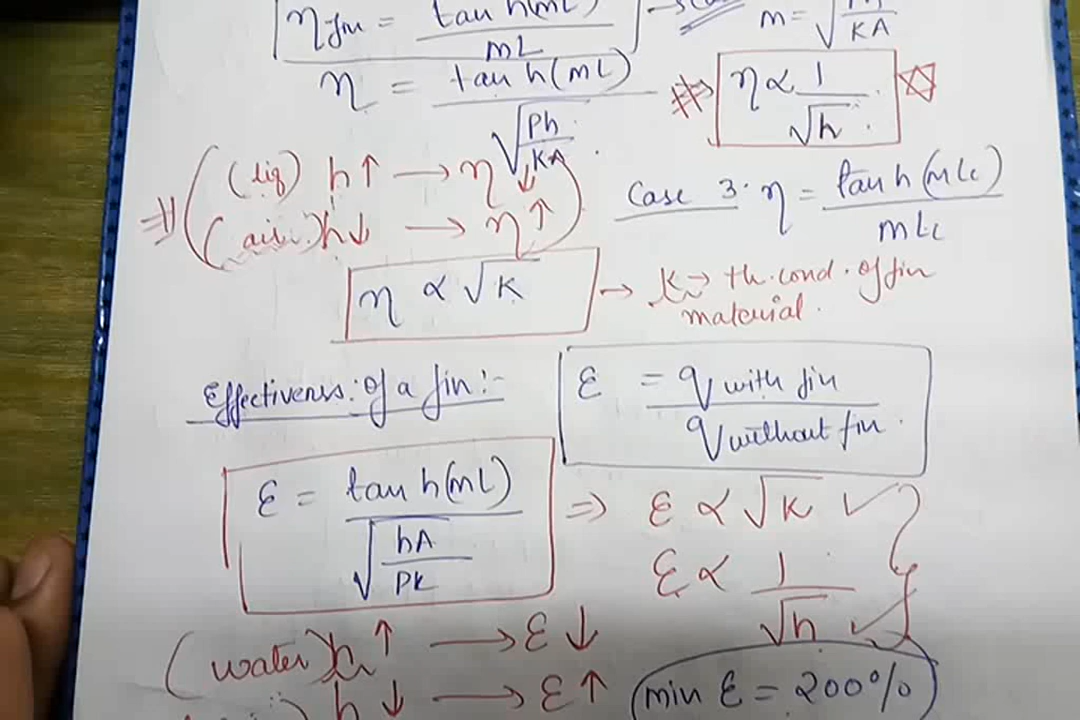 η fin = tan h(mL) / mL
m = √ / KA
η = tan h(mL) / √Ph/KA
η ∝ 1/√h
(liq) h↑ → η↓
(air) h↓ → η↑
Case 3. η = tan h(mLc) / mLc
η ∝ √K → K → th. cond. of fin
material.
Effectiveness: Of a fin:-
ε = q with fin / q without fin.
ε = tan h(mL) / √hA/PK ⇒ ε ∝ √K ✓
ε ∝ 1/√h ✓
(water) h↑ → ε↓
h↓ → ε↑
min ε = 200%